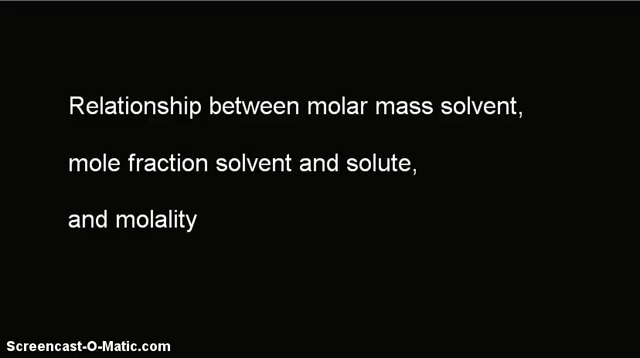 Relationship between molar mass solvent,
mole fraction solvent and solute,
and molality
Screencast-O-Matic.com